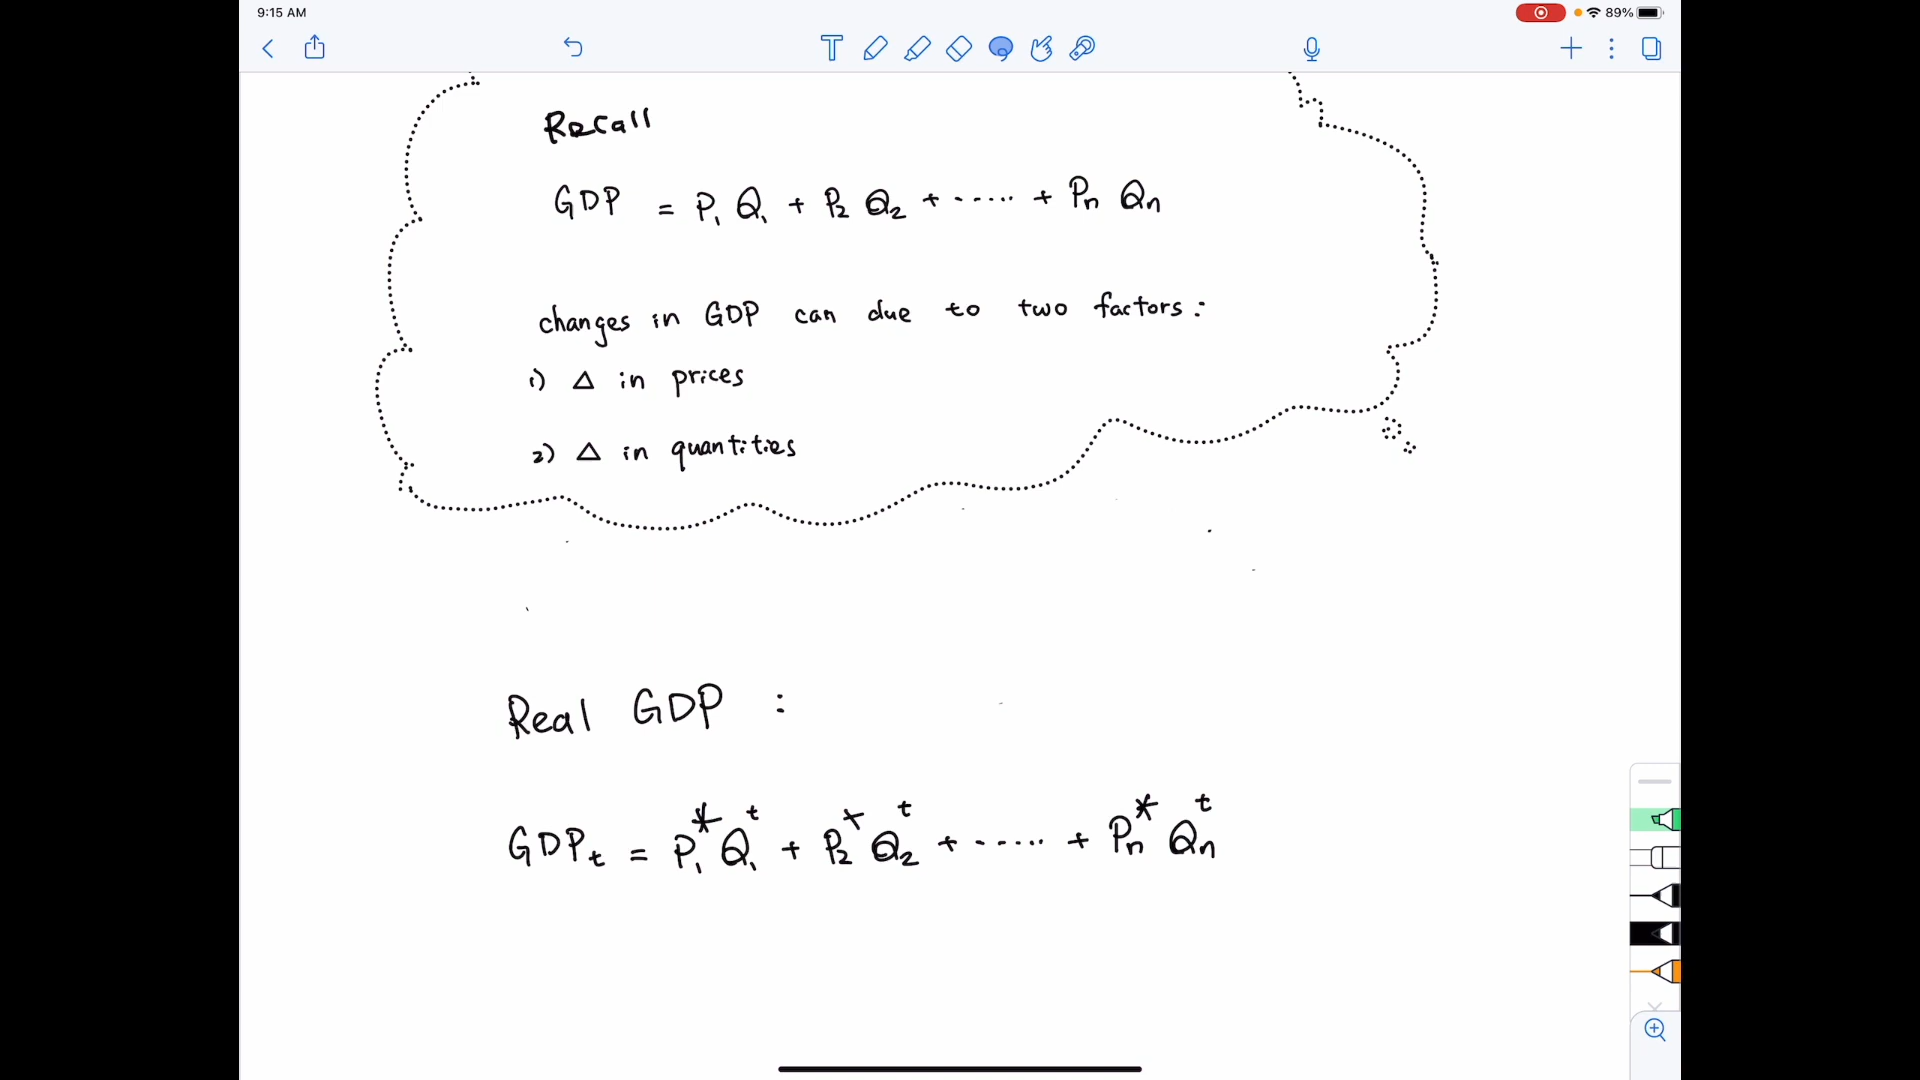 9:15 AM
89%
Recall
GDP = P₁ Q₁ + P₂ Q₂ + ...... + Pₙ Qₙ
changes in GDP can due to two factors :
1) Δ in prices
2) Δ in quantities
Real GDP :
GDPₜ = P₁* Q₁ᵗ + P₂* Q₂ᵗ + ...... + Pₙ* Qₙᵗ